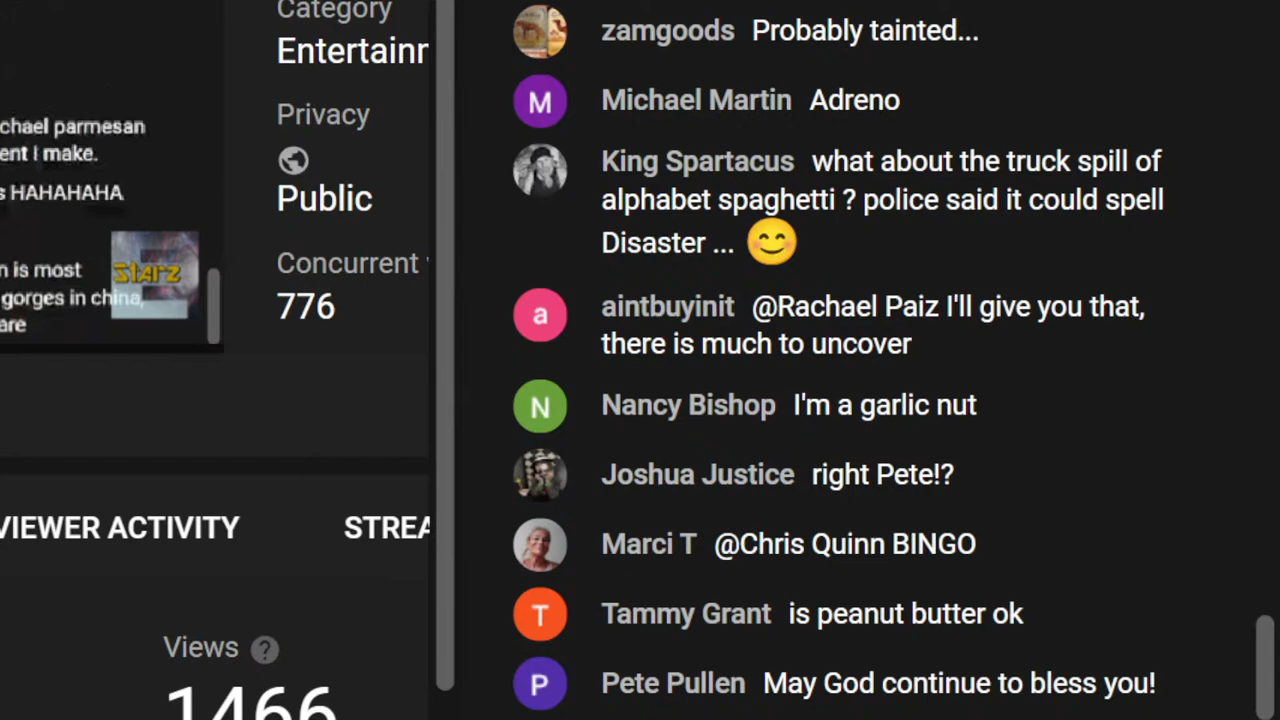 Category
Entertainm
chael parmesan
Privacy
ent I make.
s HAHAHAHA
Public
Concurrent
n is most
gorges in china,
are
Starz
776
VIEWER ACTIVITY
STREA
Views ?
1466
zamgoods Probably tainted...
M Michael Martin Adreno
King Spartacus what about the truck spill of
alphabet spaghetti ? police said it could spell
Disaster ... 😊
a aintbuyinit @Rachael Paiz I'll give you that,
there is much to uncover
N Nancy Bishop I'm a garlic nut
Joshua Justice right Pete!?
Marci T @Chris Quinn BINGO
T Tammy Grant is peanut butter ok
P Pete Pullen May God continue to bless you!